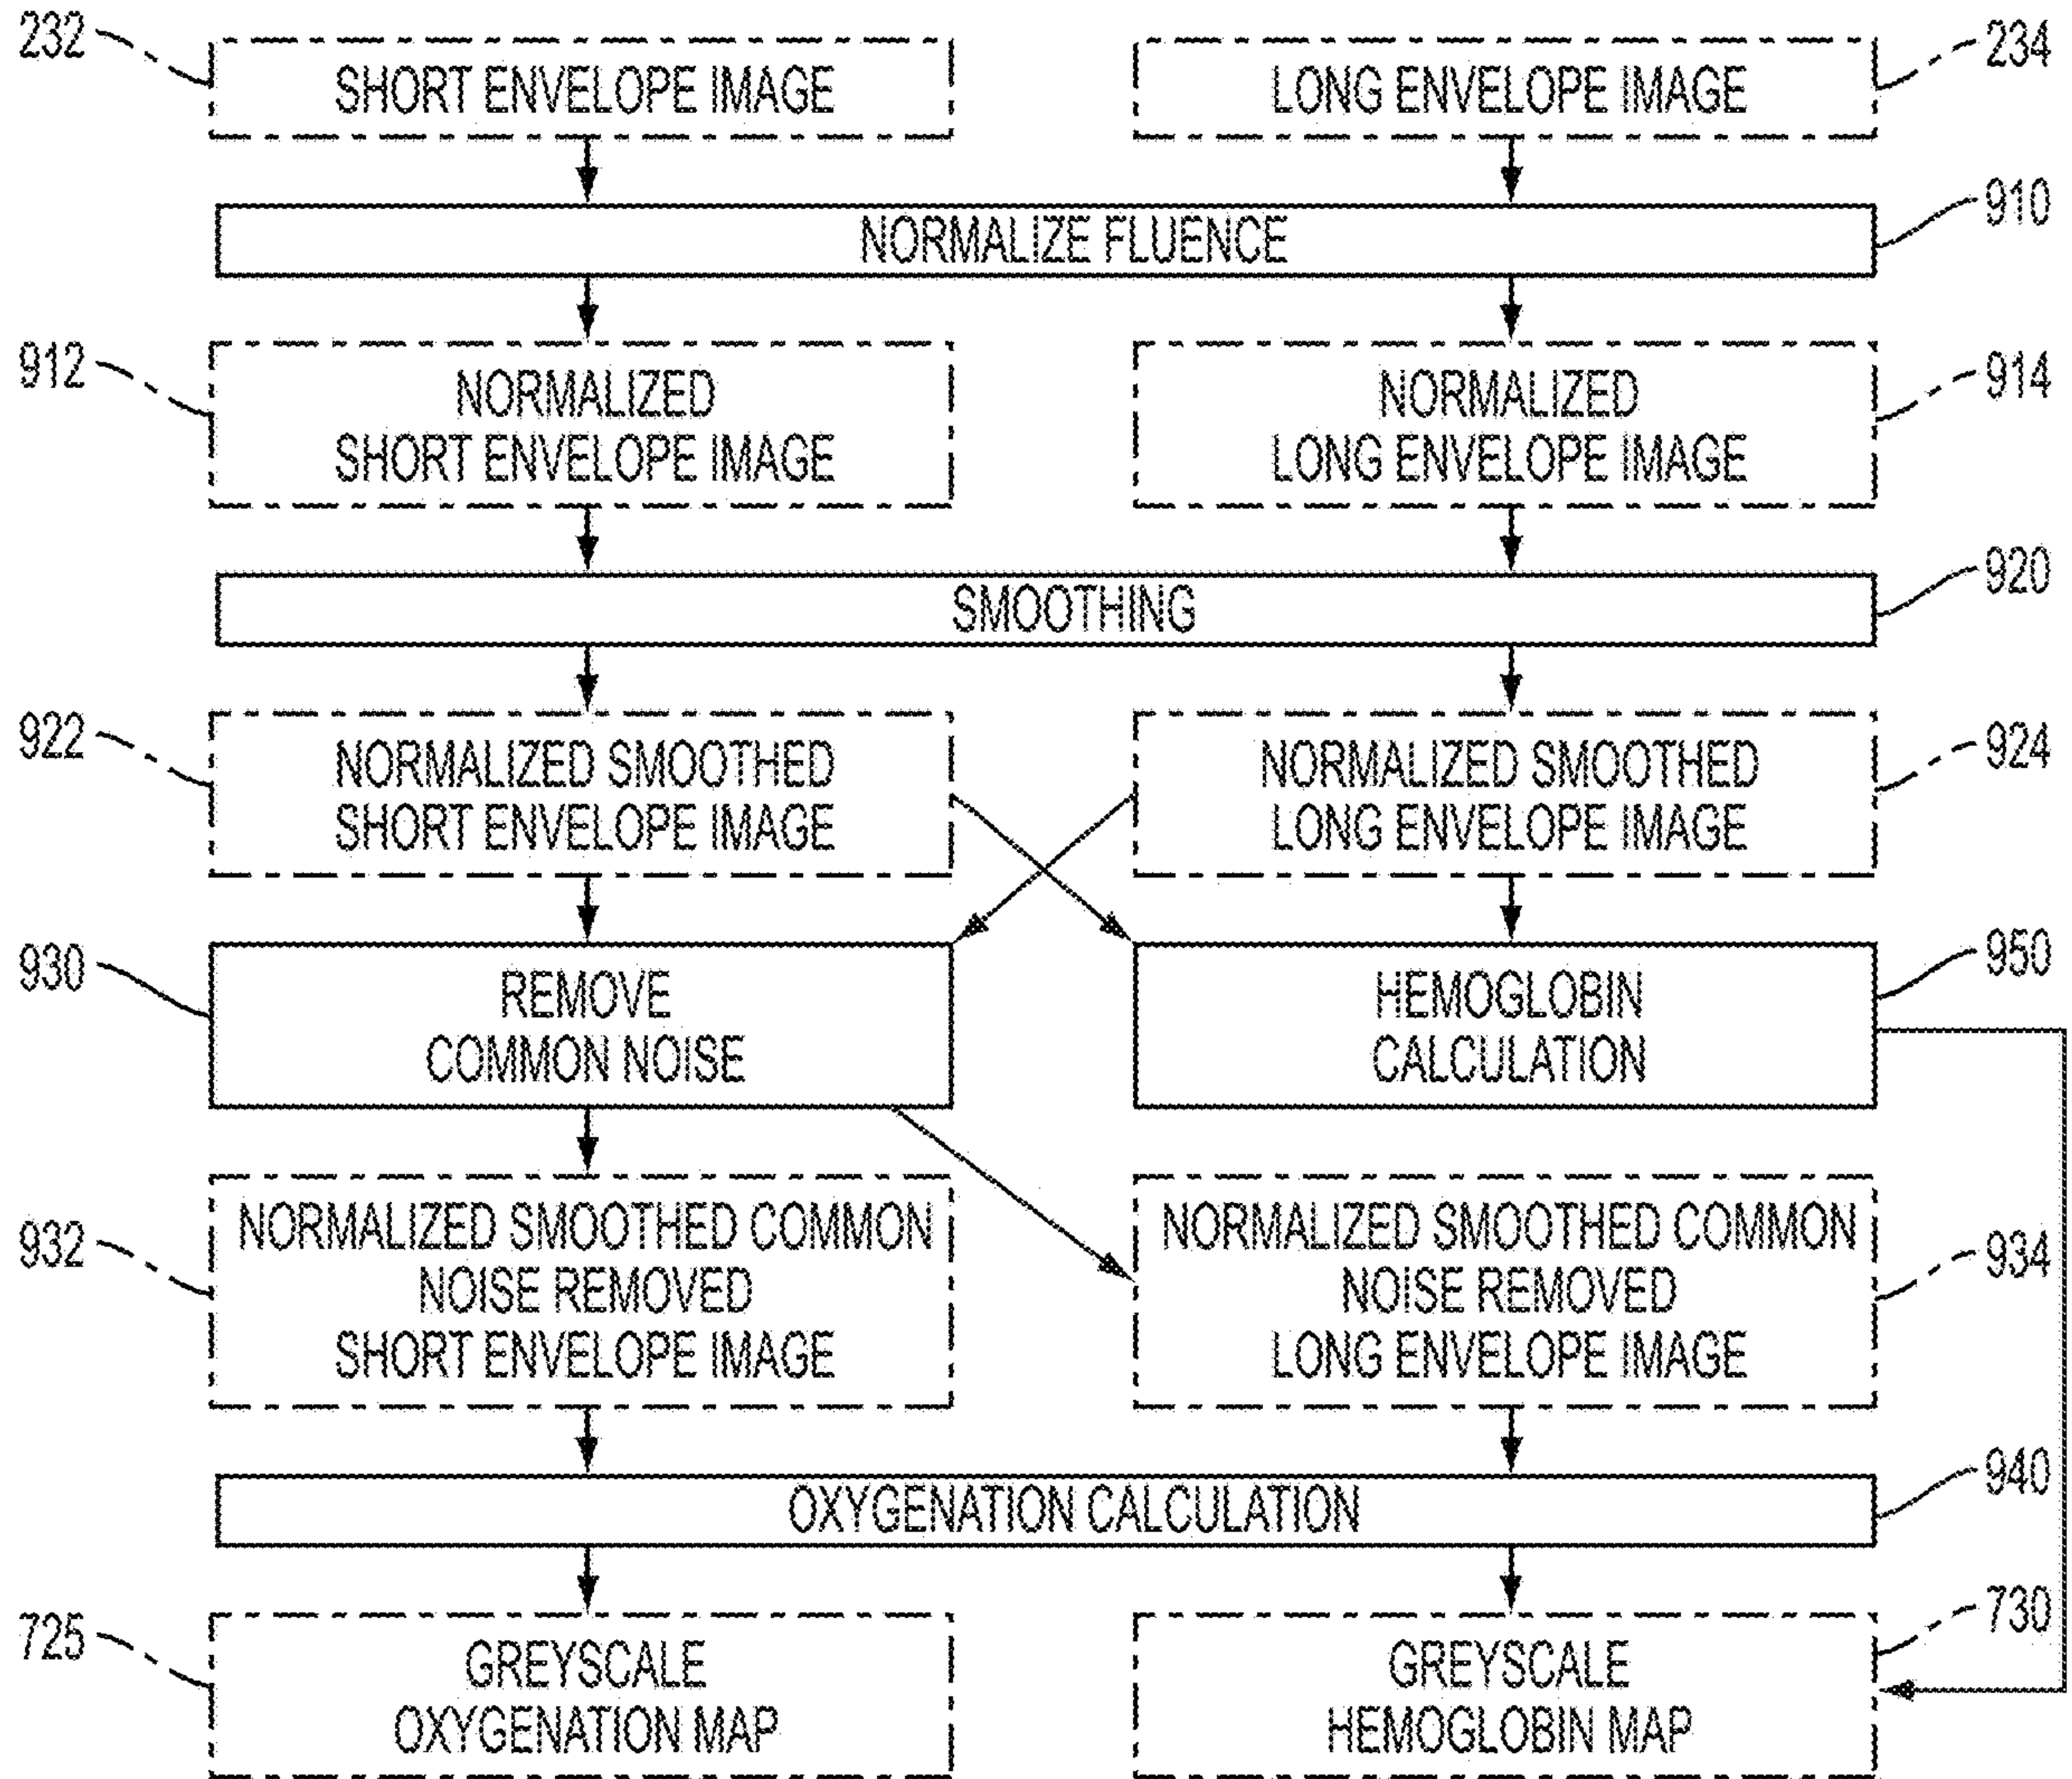 232
SHORT ENVELOPE IMAGE
LONG ENVELOPE IMAGE
234
NORMALIZE FLUENCE
910
912
NORMALIZED
SHORT ENVELOPE IMAGE
NORMALIZED
LONG ENVELOPE IMAGE
914
SMOOTHING
920
922
NORMALIZED SMOOTHED
SHORT ENVELOPE IMAGE
NORMALIZED SMOOTHED
LONG ENVELOPE IMAGE
924
930
REMOVE
COMMON NOISE
HEMOGLOBIN
CALCULATION
950
932
NORMALIZED SMOOTHED COMMON
NOISE REMOVED
SHORT ENVELOPE IMAGE
NORMALIZED SMOOTHED COMMON
NOISE REMOVED
LONG ENVELOPE IMAGE
934
OXYGENATION CALCULATION
940
725
GREYSCALE
OXYGENATION MAP
GREYSCALE
HEMOGLOBIN MAP
730